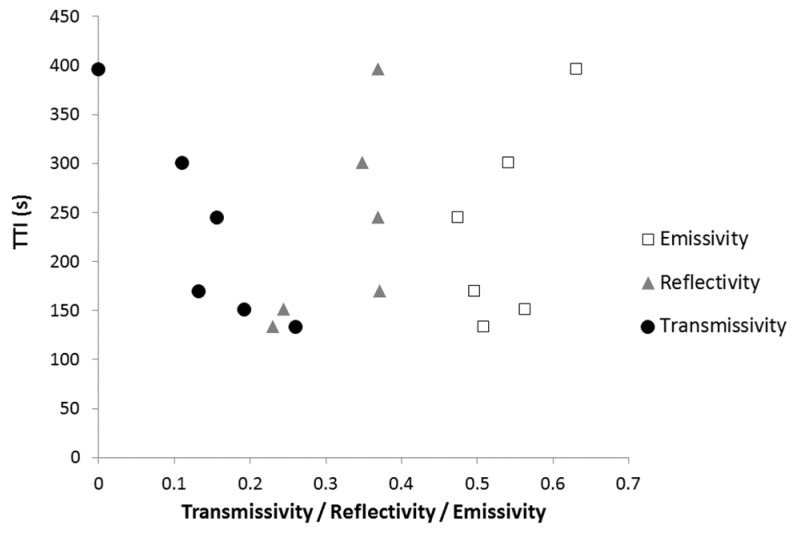 450
400
350
300
250
200
150
100
50
0
TTI (s)
0 0.1 0.2 0.3 0.4 0.5 0.6 0.7
Transmissivity / Reflectivity / Emissivity
Emissivity
Reflectivity
Transmissivity